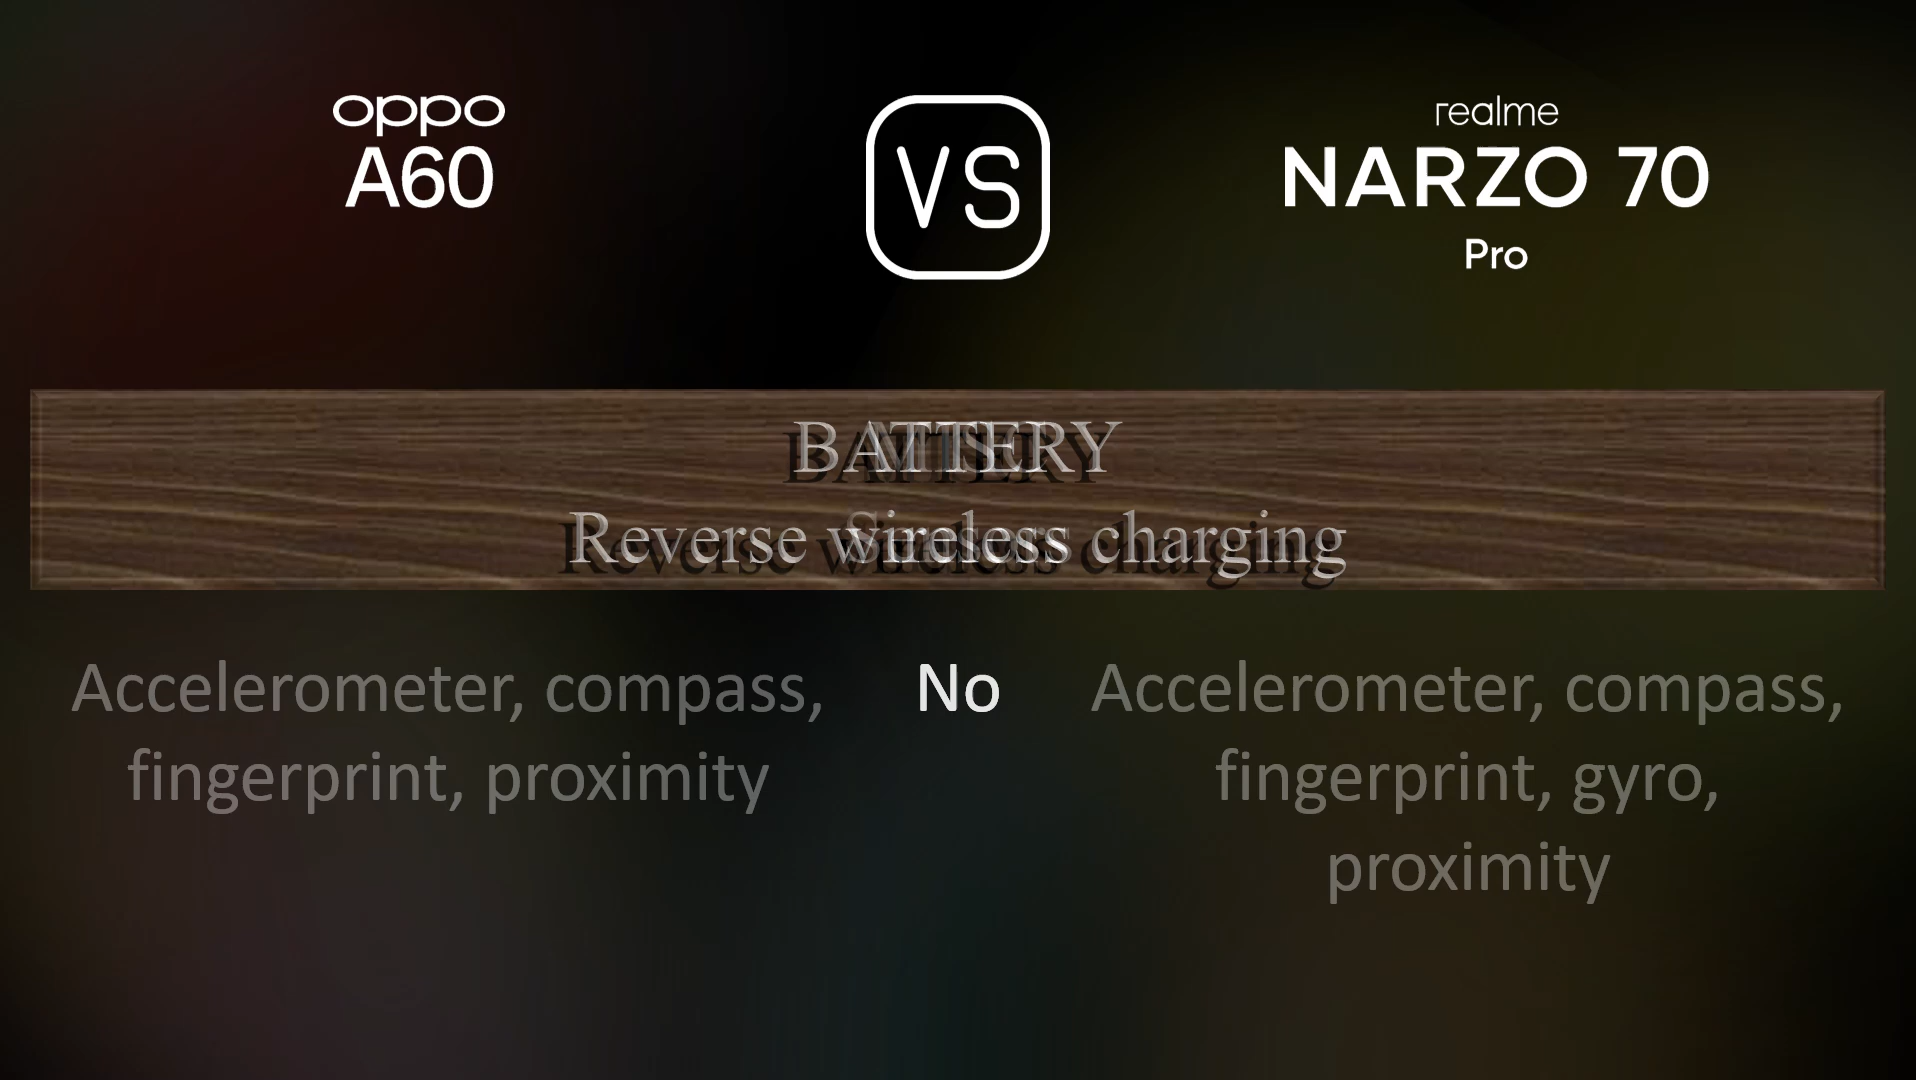 oppo
A60
VS
realme
NARZO 70
Pro
BATTERY
Reverse wireless charging
Accelerometer, compass,
fingerprint, proximity
No
Accelerometer, compass,
fingerprint, gyro,
proximity